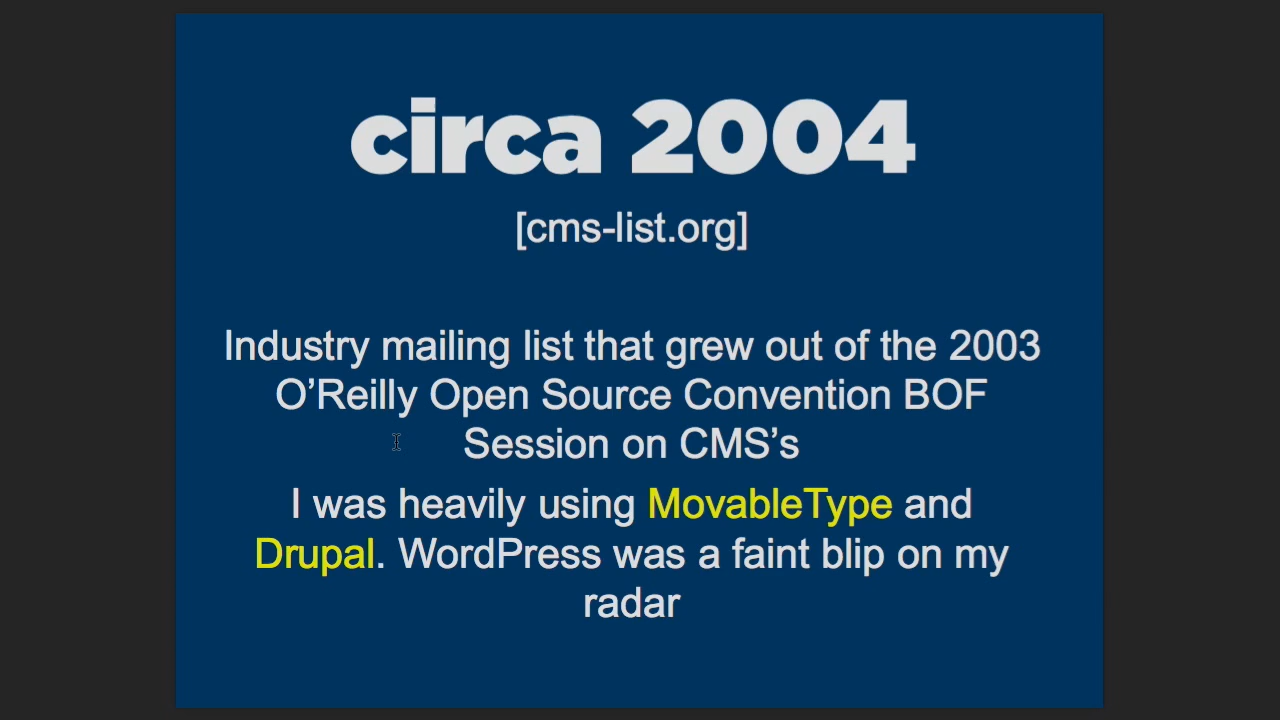 circa 2004
[cms-list.org]
Industry mailing list that grew out of the 2003
O’Reilly Open Source Convention BOF
Session on CMS’s
I was heavily using MovableType and
Drupal. WordPress was a faint blip on my
radar